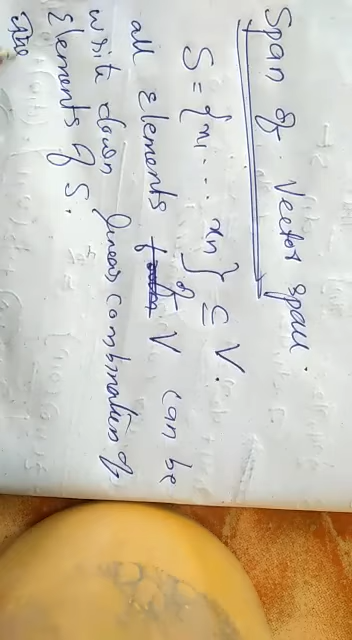 Span of Vector Space.
S = {x1 ... xn} ⊆ V.
all elements of V can be
write down linear combination of
Elements of S.